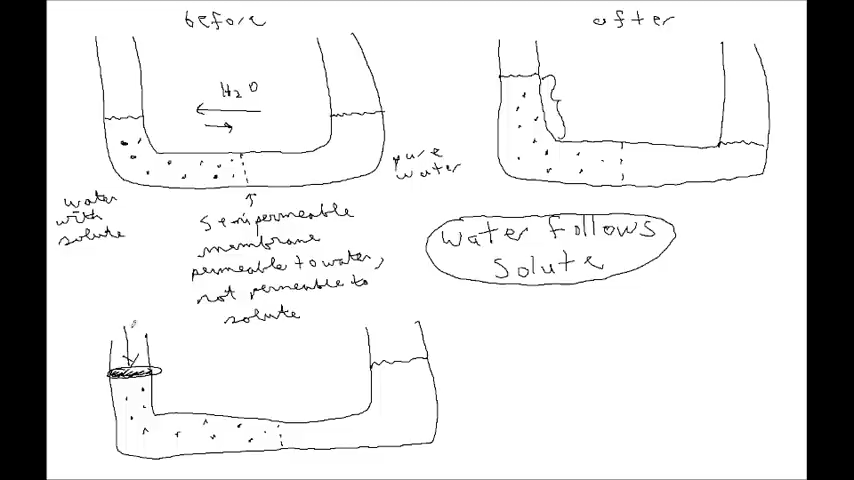 before
after
H₂O
pure
water
water
with
solute
Semipermeable
membrane
permeable to water,
not permeable to
solute
water follows
solute